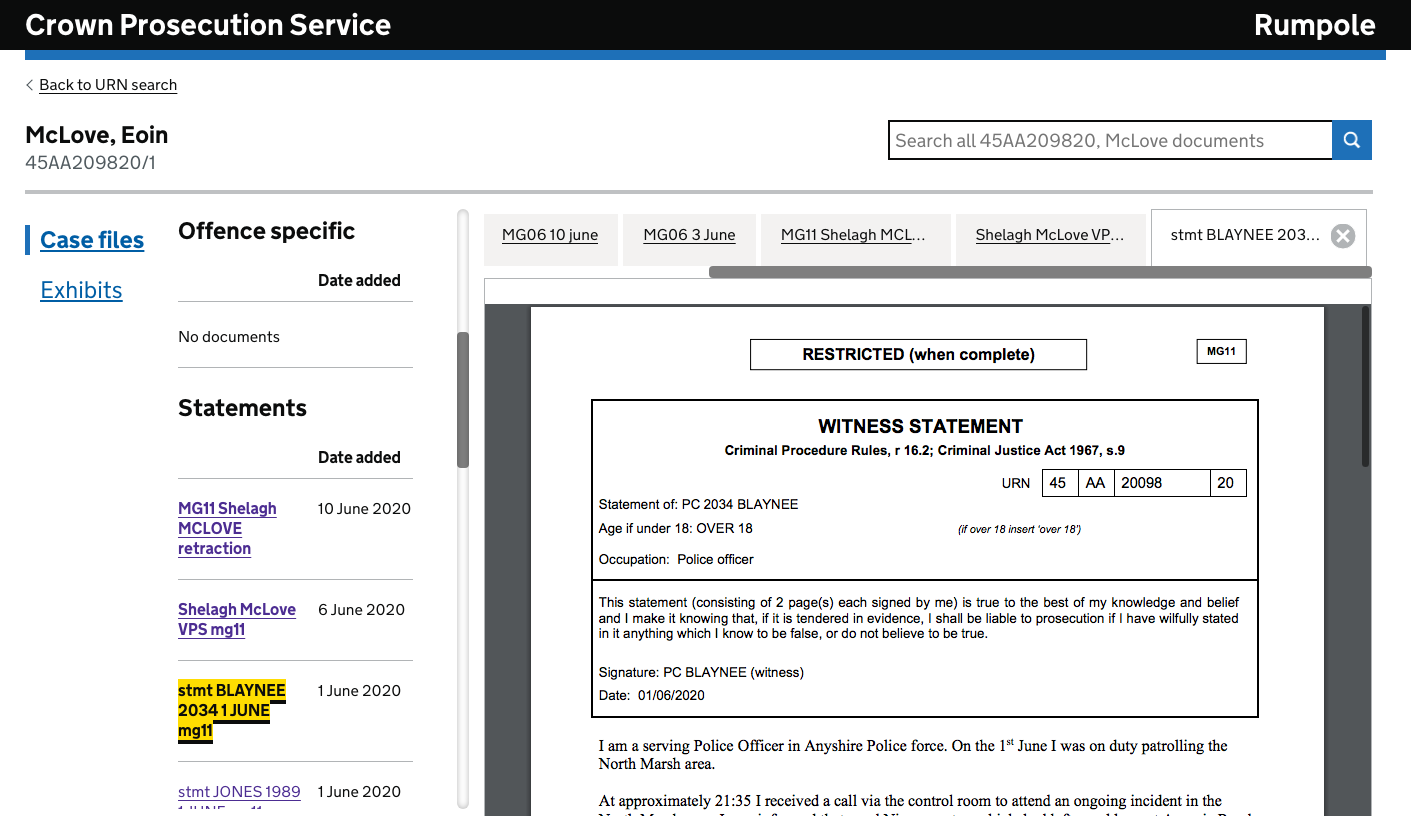 Crown Prosecution Service
Rumpole
Back to URN search
McLove, Eoin
45AA209820/1
Search all 45AA209820, McLove documents
Case files
Exhibits
Offence specific
Date added
No documents
Statements
Date added
MG11 Shelagh
MCLOVE
retraction
10 June 2020
Shelagh McLove
VPS mg11
6 June 2020
stmt BLAYNEE
2034 1 JUNE
mg11
1 June 2020
stmt JONES 1989
1 June 2020
MG06 10 june
MG06 3 June
MG11 Shelagh MCL...
Shelagh McLove VP...
stmt BLAYNEE 203...
RESTRICTED (when complete)
MG11
WITNESS STATEMENT
Criminal Procedure Rules, r 16.2; Criminal Justice Act 1967, s.9
URN 45 AA 20098 20
Statement of: PC 2034 BLAYNEE
Age if under 18: OVER 18 (if over 18 insert 'over 18')
Occupation: Police officer
This statement (consisting of 2 page(s) each signed by me) is true to the best of my knowledge and belief
and I make it knowing that, if it is tendered in evidence, I shall be liable to prosecution if I have wilfully stated
in it anything which I know to be false, or do not believe to be true.
Signature: PC BLAYNEE (witness)
Date: 01/06/2020
I am a serving Police Officer in Anyshire Police force. On the 1st June I was on duty patrolling the
North Marsh area.
At approximately 21:35 I received a call via the control room to attend an ongoing incident in the